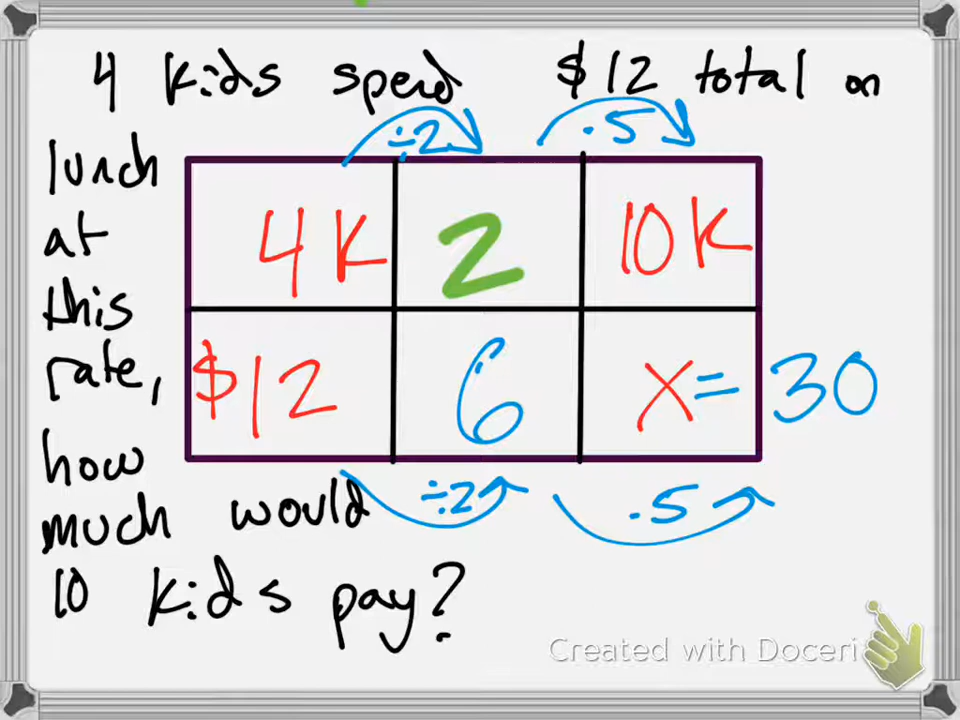 4 kids spend $12 total on
lunch
at
this
rate,
how
much would
10 kids pay?
÷2 ·5
4K 2 10K
$12 6 x = 30
÷2 ·5
Created with Doceri